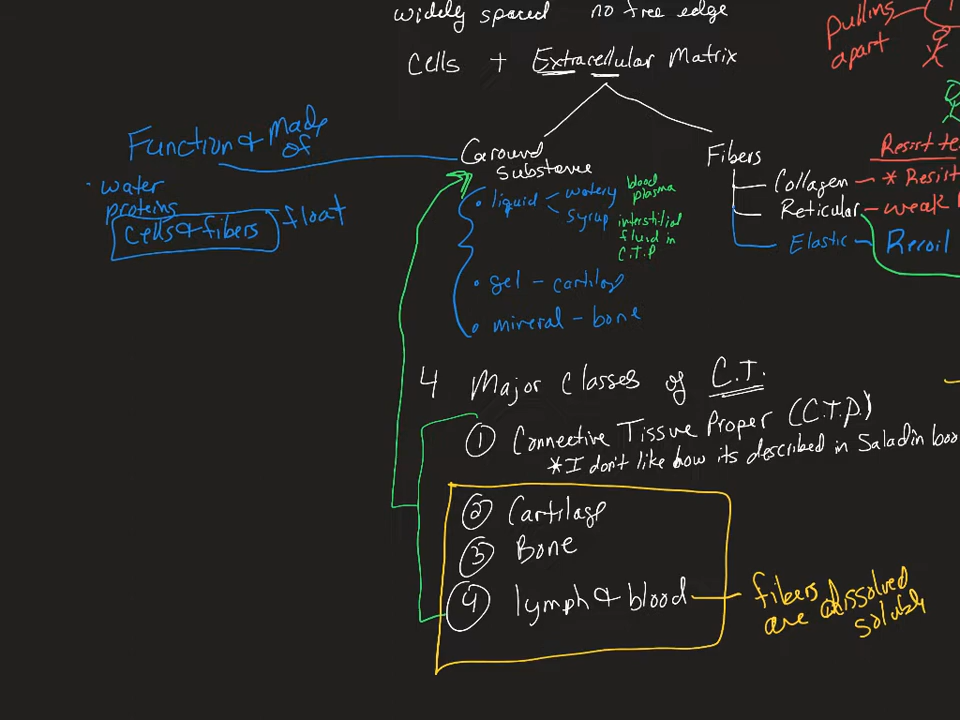 widely spaced no free edge
Cells + Extracellular Matrix
pulling
apart
Function & Made
of
Ground
Substance
Fibers
water
proteins
cells & fibers float
liquid < watery blood
plasma
syrup interstitial
fluid in
C.T.P
gel - cartilag
mineral - bone
Resist te
Collagen - * Resist
Reticular - weak
Elastic - Recoil
4 Major Classes of C.T.
① Connective Tissue Proper (C.T.P.)
*I don't like how its described in Saladin boo
② Cartilage
③ Bone
④ lymph & blood - fibers
are dissolved